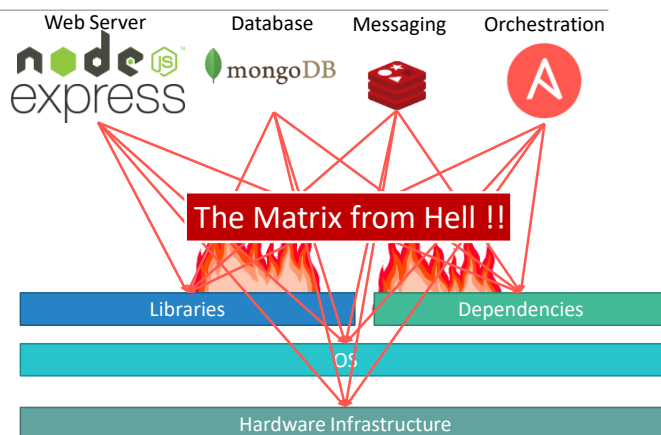 Web Server
Database
Messaging
Orchestration
node
JS
express
mongoDB
A
The Matrix from Hell !!
Libraries
Dependencies
OS
Hardware Infrastructure